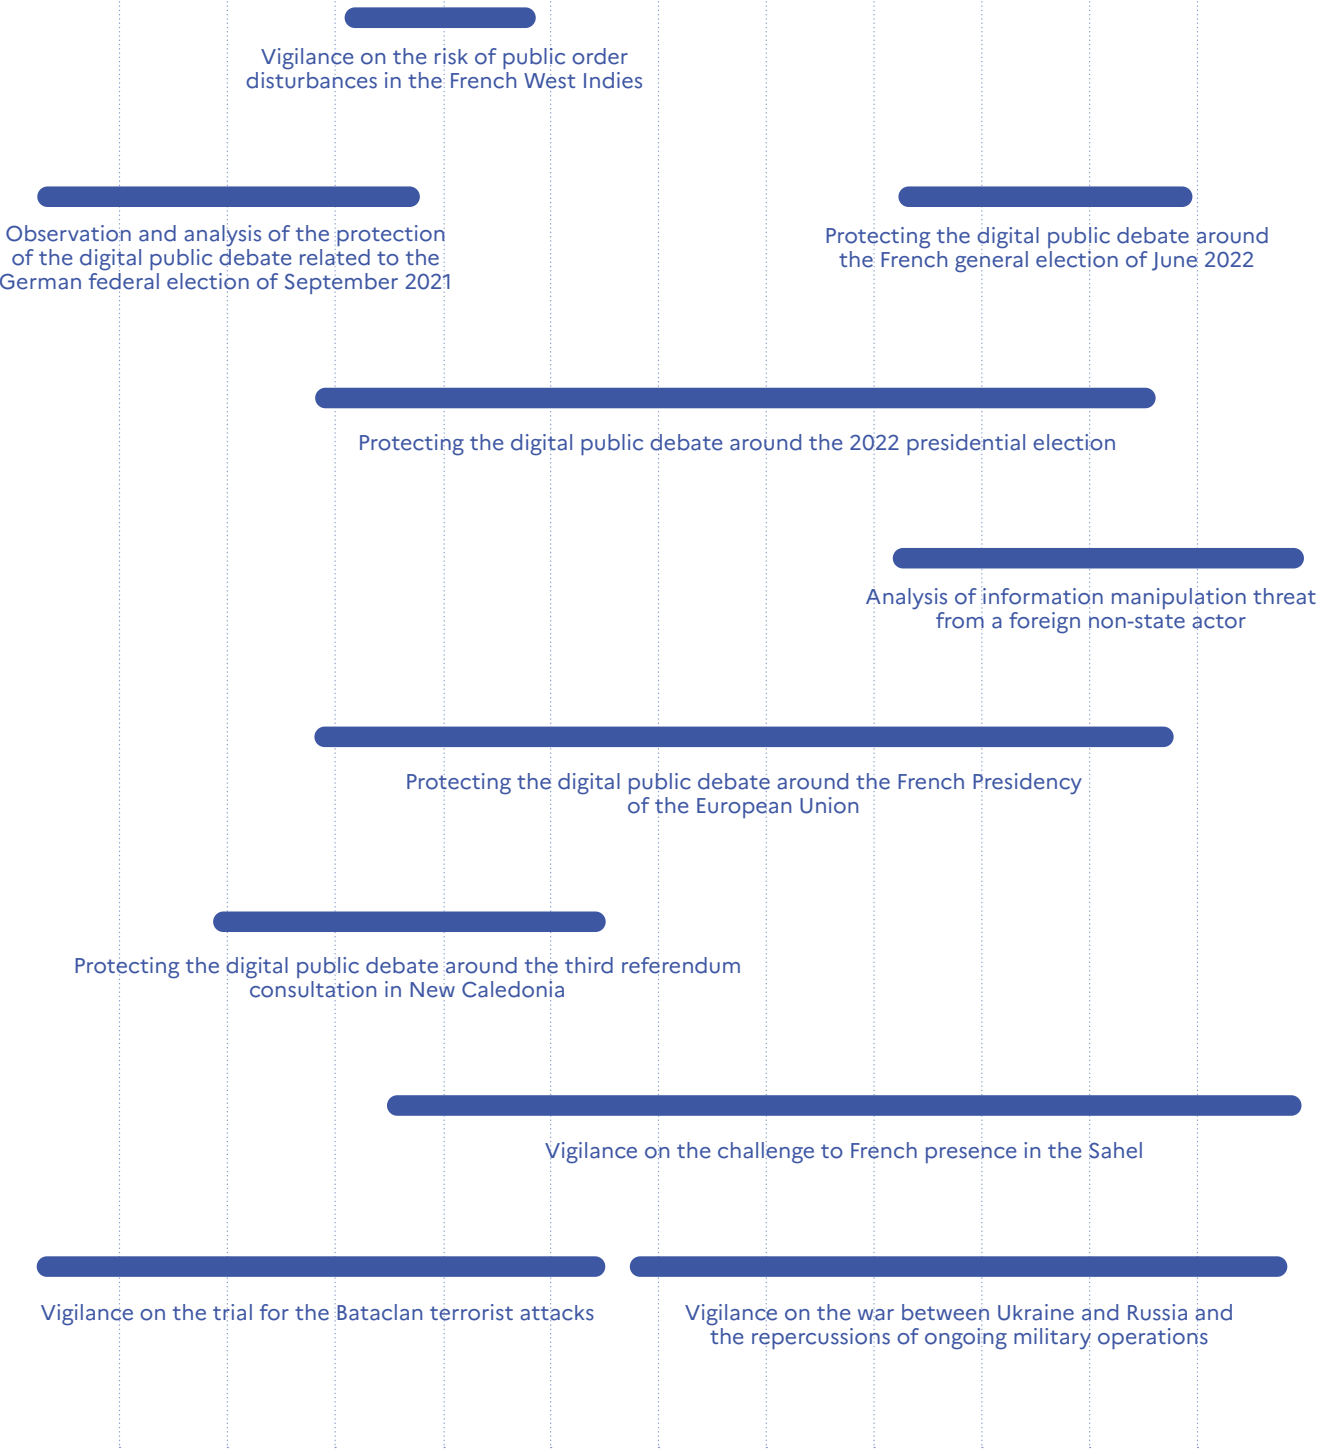 Vigilance on the risk of public order
disturbances in the French West Indies
Observation and analysis of the protection
of the digital public debate related to the
German federal election of September 2021
Protecting the digital public debate around
the French general election of June 2022
Protecting the digital public debate around the 2022 presidential election
Analysis of information manipulation threat
from a foreign non-state actor
Protecting the digital public debate around the French Presidency
of the European Union
Protecting the digital public debate around the third referendum
consultation in New Caledonia
Vigilance on the challenge to French presence in the Sahel
Vigilance on the trial for the Bataclan terrorist attacks
Vigilance on the war between Ukraine and Russia and
the repercussions of ongoing military operations